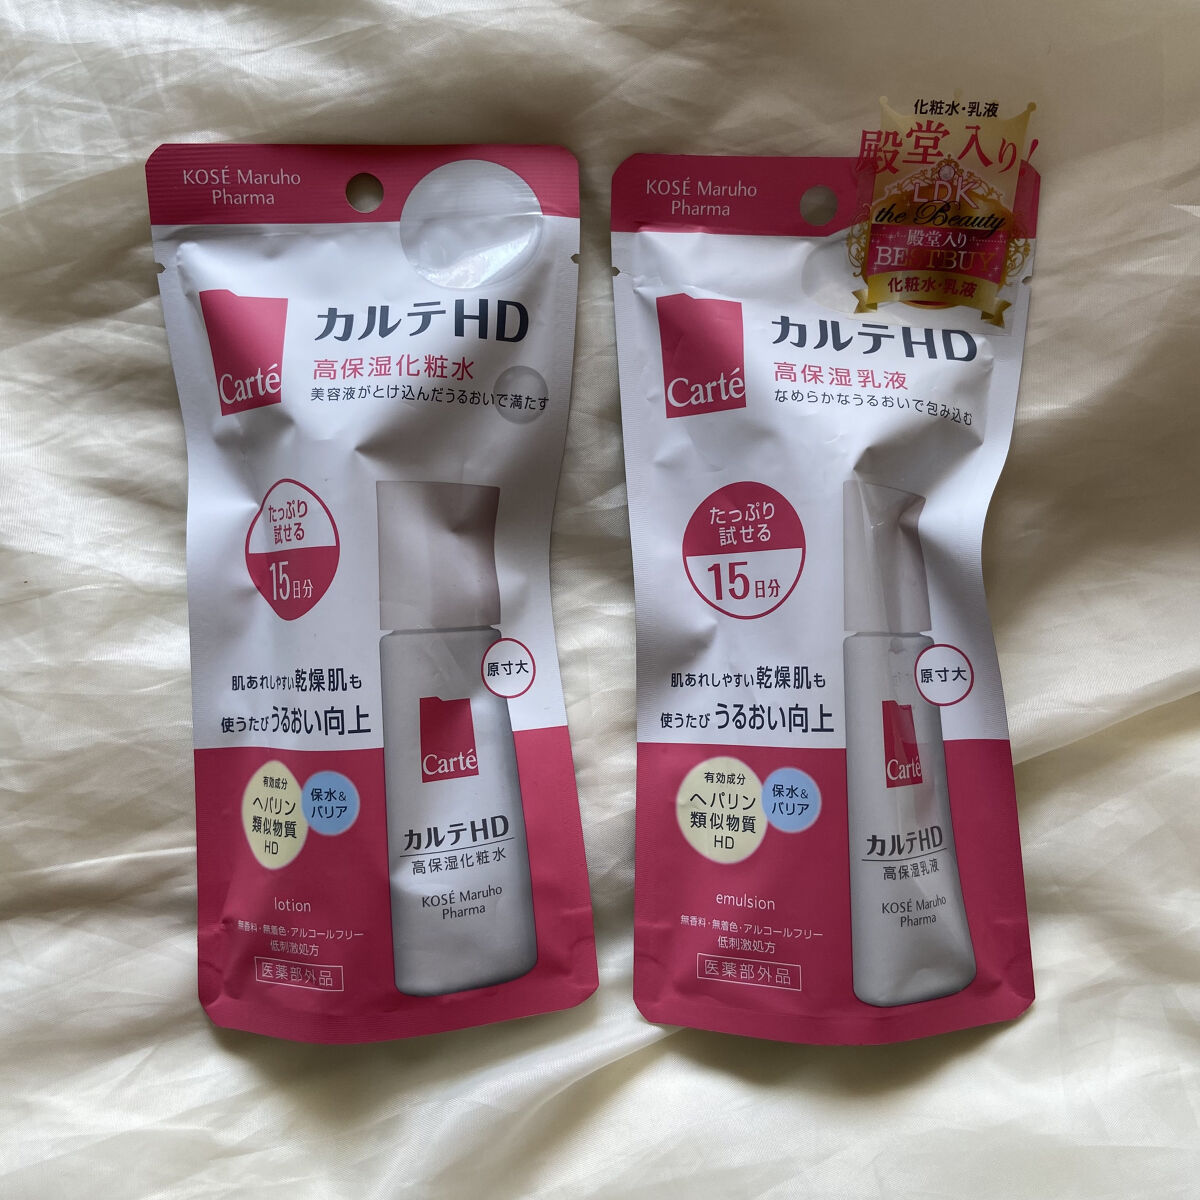 KOSÉ Maruho
Pharma
Carté
カルテHD
高保湿化粧水
美容液がとけ込んだうるおいで満たす
たっぷり
試せる
15日分
肌あれしやすい乾燥肌も
使うたび うるおい向上
原寸大
有効成分
ヘパリン
類似物質
HD
保水&
バリア
lotion
無香料・無着色・アルコールフリー
低刺激処方
医薬部外品
Carté
カルテHD
高保湿化粧水
KOSÉ Maruho
Pharma
KOSÉ Maruho
Pharma
化粧水・乳液
殿堂入り!
LDK
the Beauty
殿堂入り
BESTBUY
化粧水・乳液
Carté
カルテHD
高保湿乳液
なめらかなうるおいで包み込む
たっぷり
試せる
15日分
肌あれしやすい乾燥肌も
使うたび うるおい向上
原寸大
有効成分
ヘパリン
類似物質
HD
保水&
バリア
emulsion
無香料・無着色・アルコールフリー
低刺激処方
医薬部外品
Carté
カルテHD
高保湿乳液
KOSÉ Maruho
Pharma